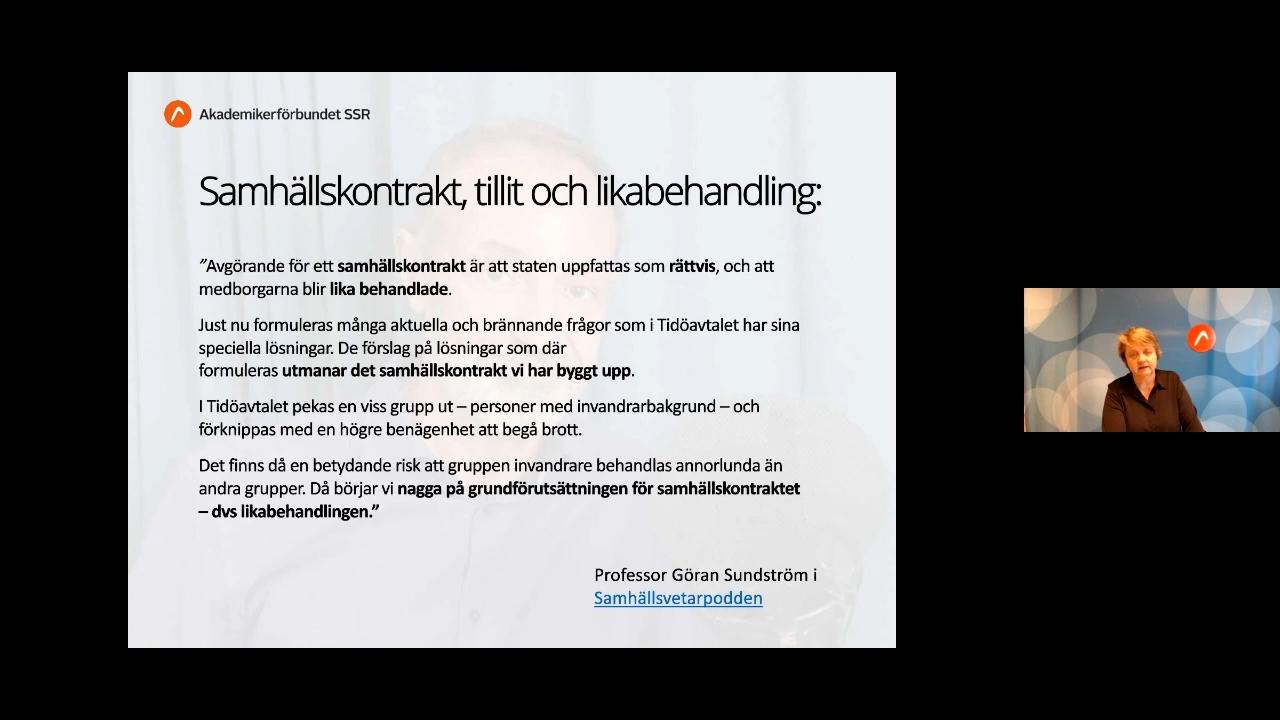 Akademikerförbundet SSR
Samhällskontrakt, tillit och likabehandling:
”Avgörande för ett samhällskontrakt är att staten uppfattas som rättvis, och att
medborgarna blir lika behandlade.
Just nu formuleras många aktuella och brännande frågor som i Tidöavtalet har sina
speciella lösningar. De förslag på lösningar som där
formuleras utmanar det samhällskontrakt vi har byggt upp.
I Tidöavtalet pekas en viss grupp ut – personer med invandrarbakgrund – och
förknippas med en högre benägenhet att begå brott.
Det finns då en betydande risk att gruppen invandrare behandlas annorlunda än
andra grupper. Då börjar vi nagga på grundförutsättningen för samhällskontraktet
– dvs likabehandlingen.”
Professor Göran Sundström i
Samhällsvetarpodden